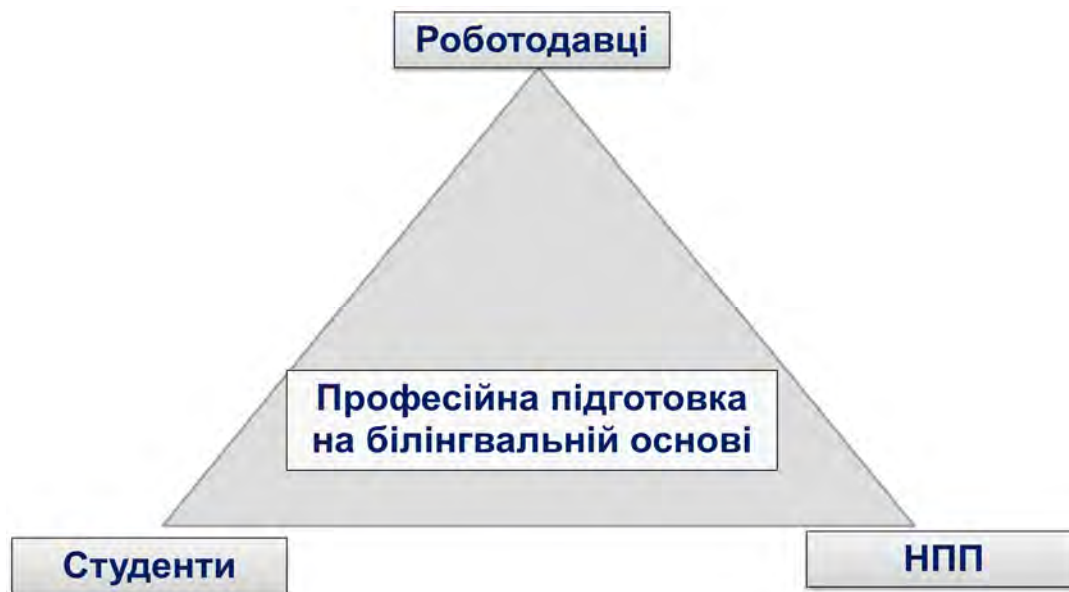 Роботодавці
Професійна підготовка
на білінгвальній основі
Студенти
НПП